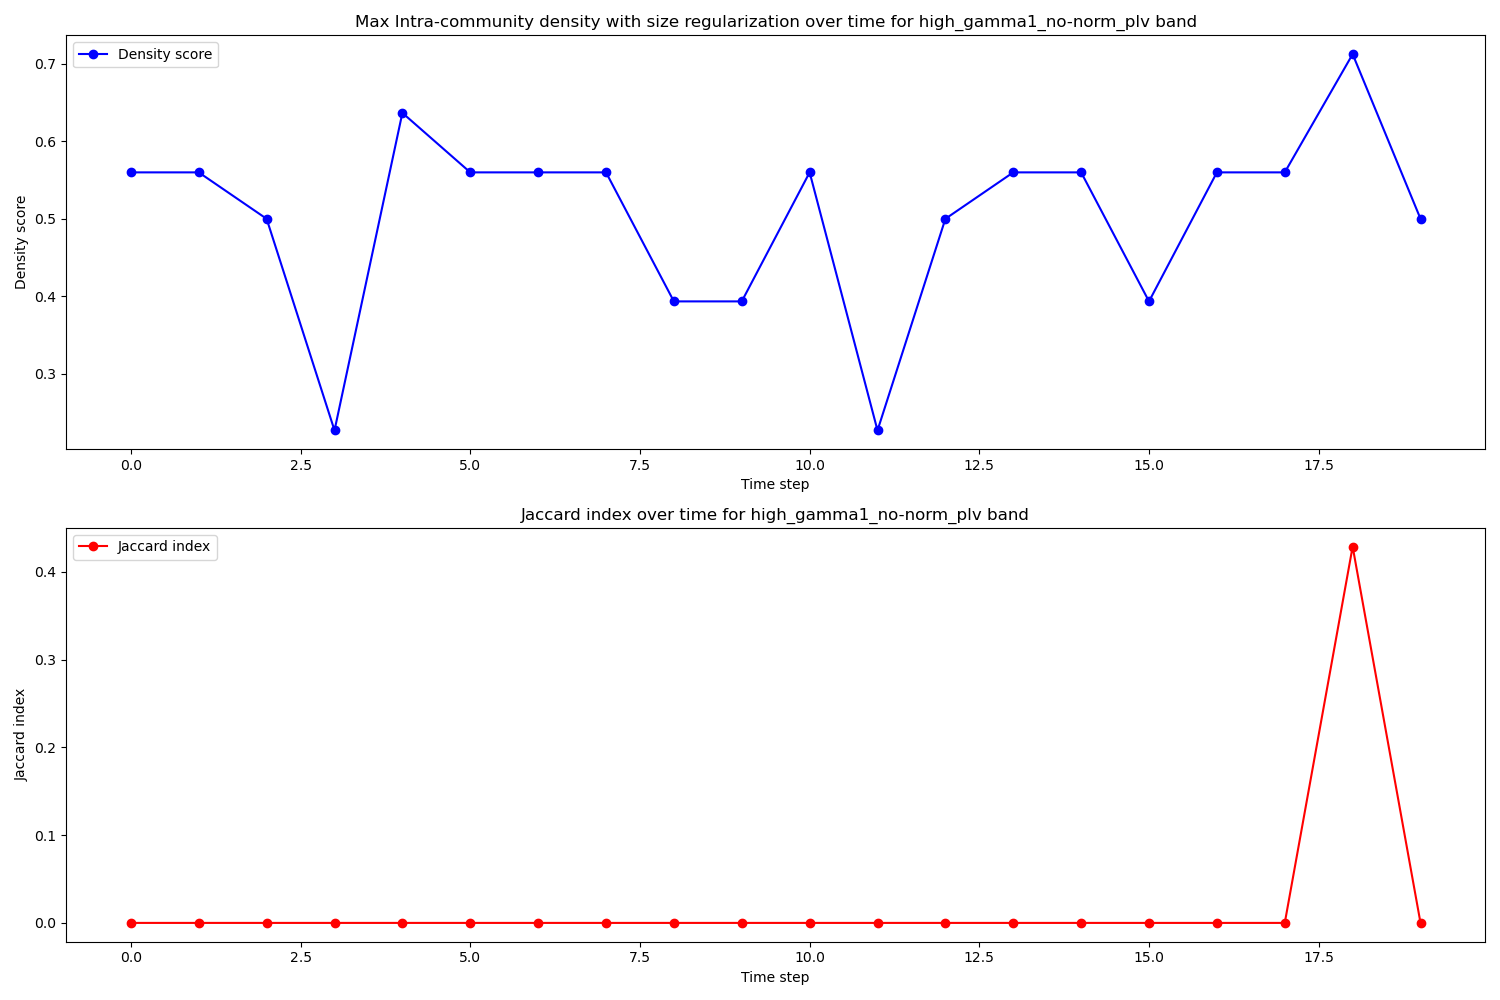 Max Intra-community density with size regularization over time for high_gamma1_no-norm_plv band
Density score
0.7
0.6
0.5
0.4
0.3
Density score
0.0 2.5 5.0 7.5 10.0 12.5 15.0 17.5
Time step
Jaccard index over time for high_gamma1_no-norm_plv band
Jaccard index
0.4
0.3
0.2
0.1
0.0
Jaccard index
0.0 2.5 5.0 7.5 10.0 12.5 15.0 17.5
Time step